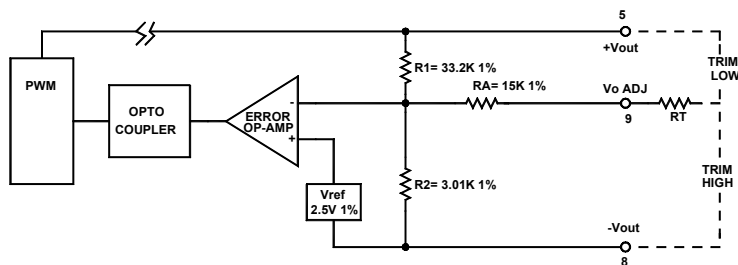 5
+Vout
TRIM
LOW
R1= 33.2K 1%
RA= 15K 1%
Vo ADJ
9
RT
PWM
OPTO
COUPLER
ERROR
OP-AMP
-
+
TRIM
HIGH
R2= 3.01K 1%
Vref
2.5V 1%
-Vout
8